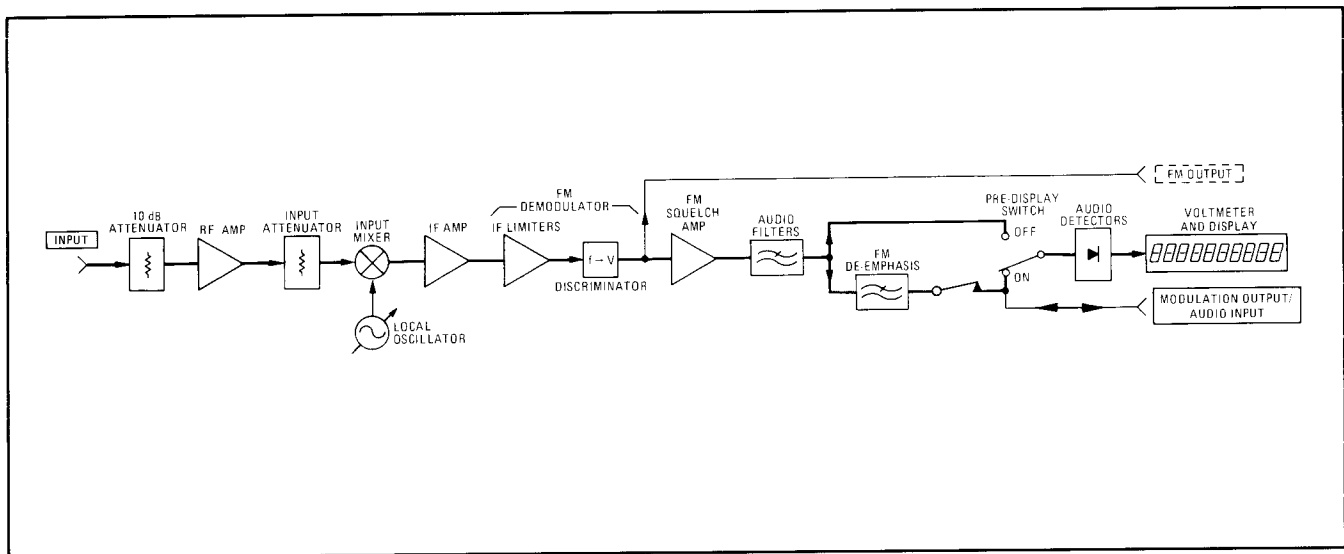 INPUT
10 dB
ATTENUATOR
RF AMP
INPUT
ATTENUATOR
INPUT
MIXER
LOCAL
OSCILLATOR
IF AMP
FM
DEMODULATOR
IF LIMITERS
f → V
DISCRIMINATOR
FM
SQUELCH
AMP
AUDIO
FILTERS
FM
DE-EMPHASIS
PRE-DISPLAY
SWITCH
OFF
ON
AUDIO
DETECTORS
FM OUTPUT
VOLTMETER
AND DISPLAY
MODULATION OUTPUT/
AUDIO INPUT